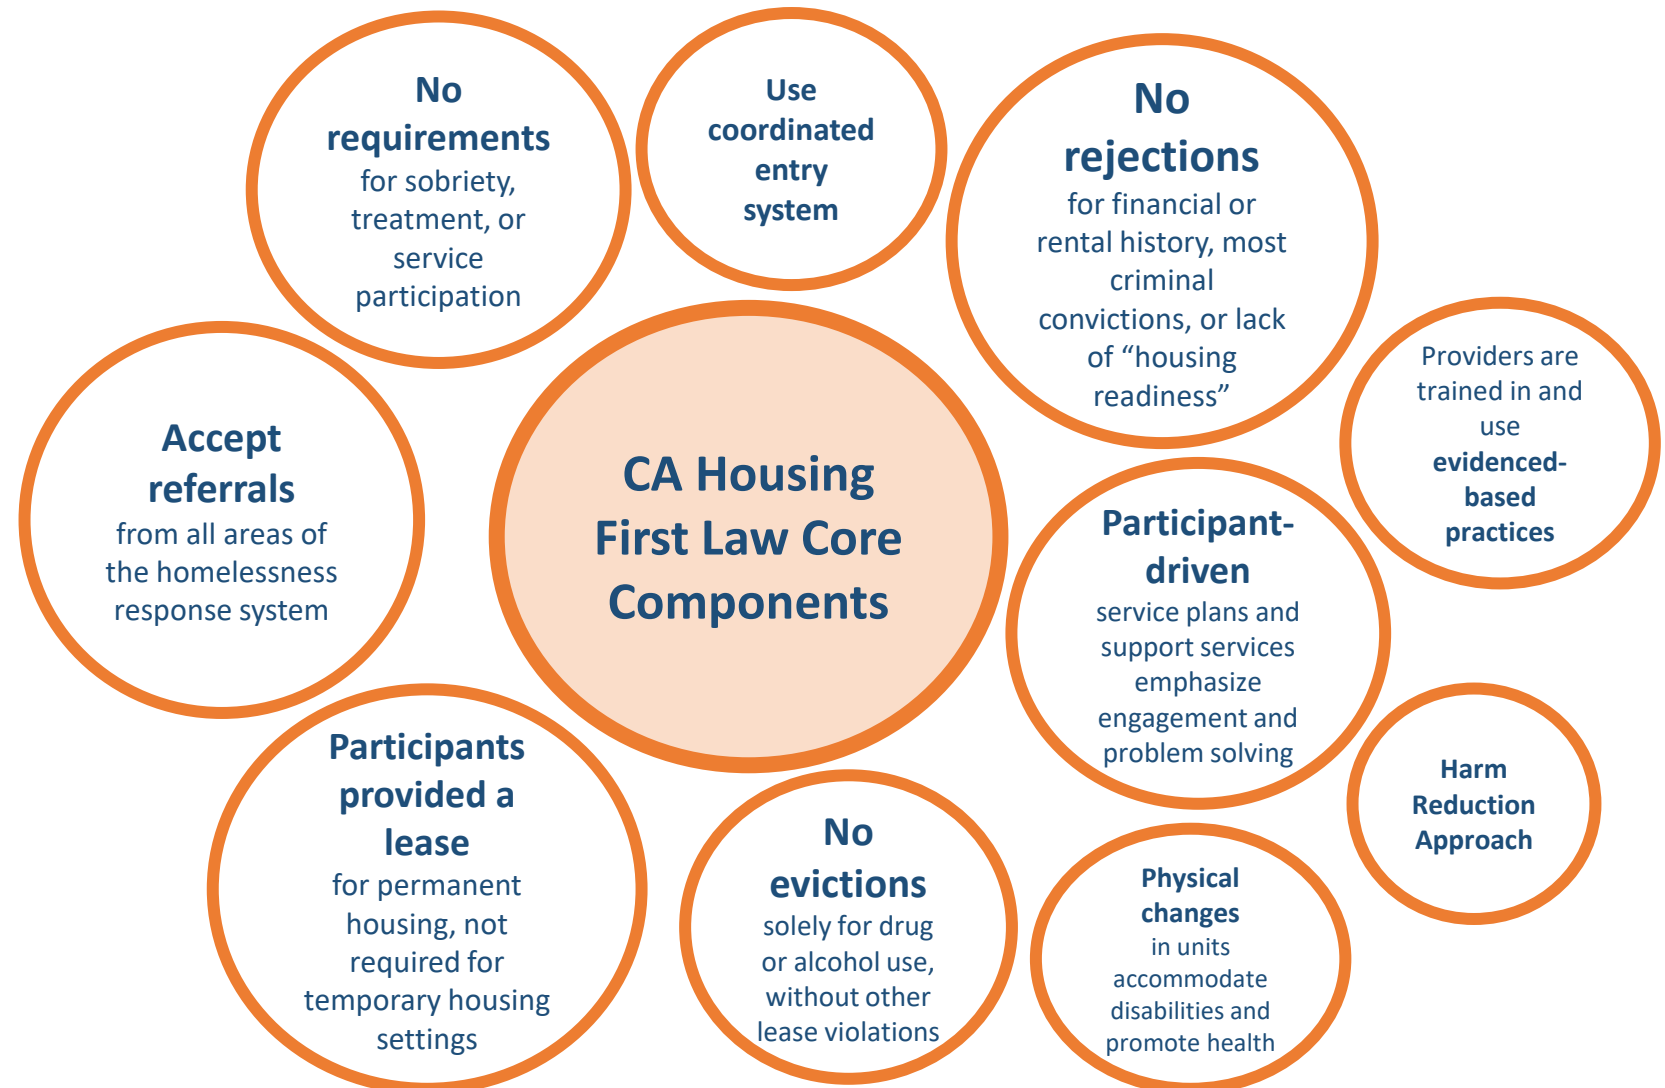 No
requirements
for sobriety,
treatment, or
service
participation
Use
coordinated
entry
system
No
rejections
for financial or
rental history, most
criminal
convictions, or lack
of “housing
readiness”
Providers are
trained in and
use
evidenced-
based
practices
Accept
referrals
from all areas of
the homelessness
response system
CA Housing
First Law Core
Components
Participant-
driven
service plans and
support services
emphasize
engagement and
problem solving
Harm
Reduction
Approach
Participants
provided a
lease
for permanent
housing, not
required for
temporary housing
settings
No
evictions
solely for drug
or alcohol use,
without other
lease violations
Physical
changes
in units
accommodate
disabilities and
promote health